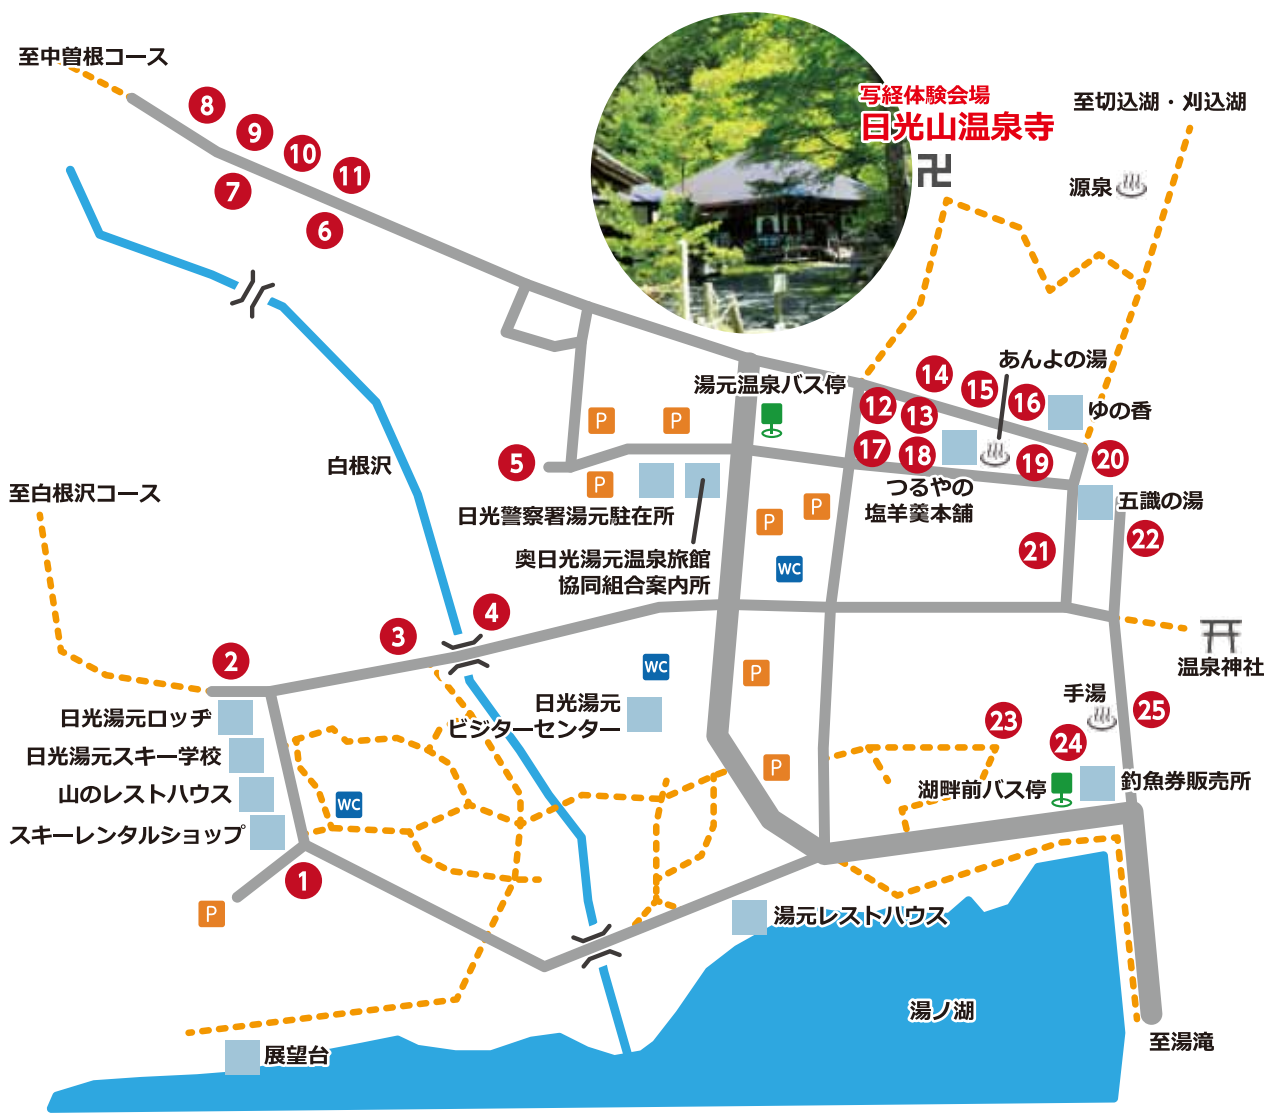 至中曽根コース
写経体験会場
日光山温泉寺
至切込湖・刈込湖
源泉
8
9
10
11
7
6
あんよの湯
湯元温泉バス停
14
15
16
ゆの香
12
13
P
P
17
18
19
20
5
白根沢
至白根沢コース
P
つるやの
塩羊羹本舗
五識の湯
日光警察署湯元駐在所
P
P
22
21
奥日光湯元温泉旅館
協同組合案内所
WC
4
3
2
WC
P
温泉神社
手湯
日光湯元ロッヂ
日光湯元
ビジターセンター
23
25
24
日光湯元スキー学校
P
湖畔前バス停
釣魚券販売所
山のレストハウス
WC
スキーレンタルショップ
1
P
湯元レストハウス
湯ノ湖
至湯滝
展望台